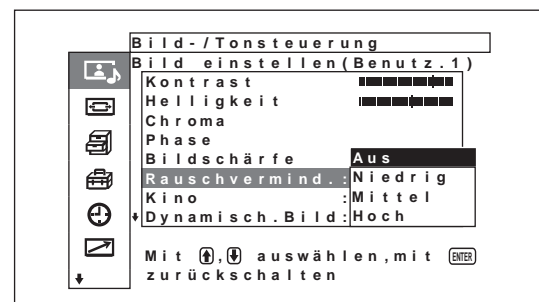 Bild-/Tonsteuerung
Bild einstellen(Benutz.1)
Kontrast
Helligkeit
Chroma
Phase
Bildschärfe Aus
Rauschvermind.:Niedrig
Kino :Mittel
Dynamisch.Bild:Hoch
Mit ↑,↓ auswählen,mit ENTER
zurückschalten